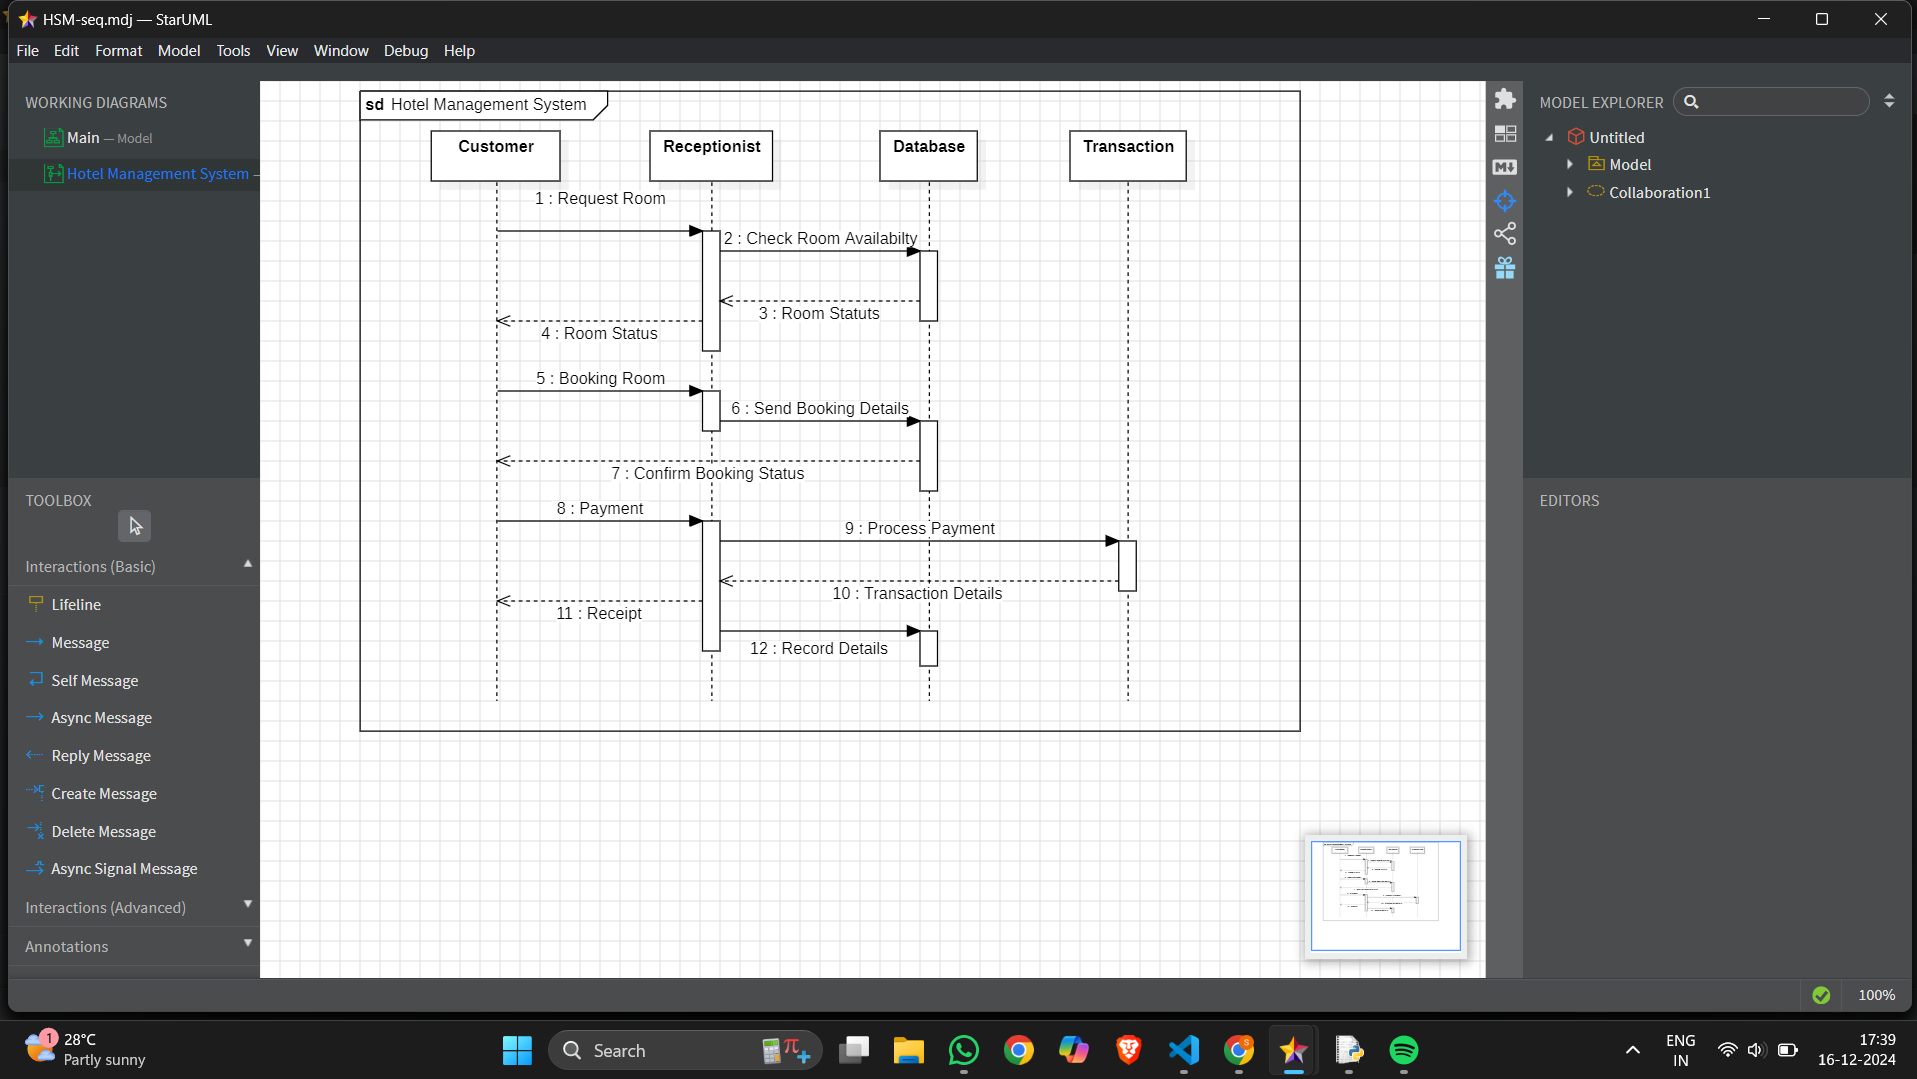 HSM-seq.mdj — StarUML
File Edit Format Model Tools View Window Debug Help
WORKING DIAGRAMS
Main — Model
Hotel Management System –
TOOLBOX
Interactions (Basic)
Lifeline
Message
Self Message
Async Message
Reply Message
Create Message
Delete Message
Async Signal Message
Interactions (Advanced)
Annotations
sd Hotel Management System
Customer
Receptionist
Database
Transaction
1 : Request Room
2 : Check Room Availabilty
3 : Room Statuts
4 : Room Status
5 : Booking Room
6 : Send Booking Details
7 : Confirm Booking Status
8 : Payment
9 : Process Payment
10 : Transaction Details
11 : Receipt
12 : Record Details
MODEL EXPLORER
Untitled
Model
Collaboration1
EDITORS
100%
1
28°C
Partly sunny
Search
ENG
IN
17:39
16-12-2024